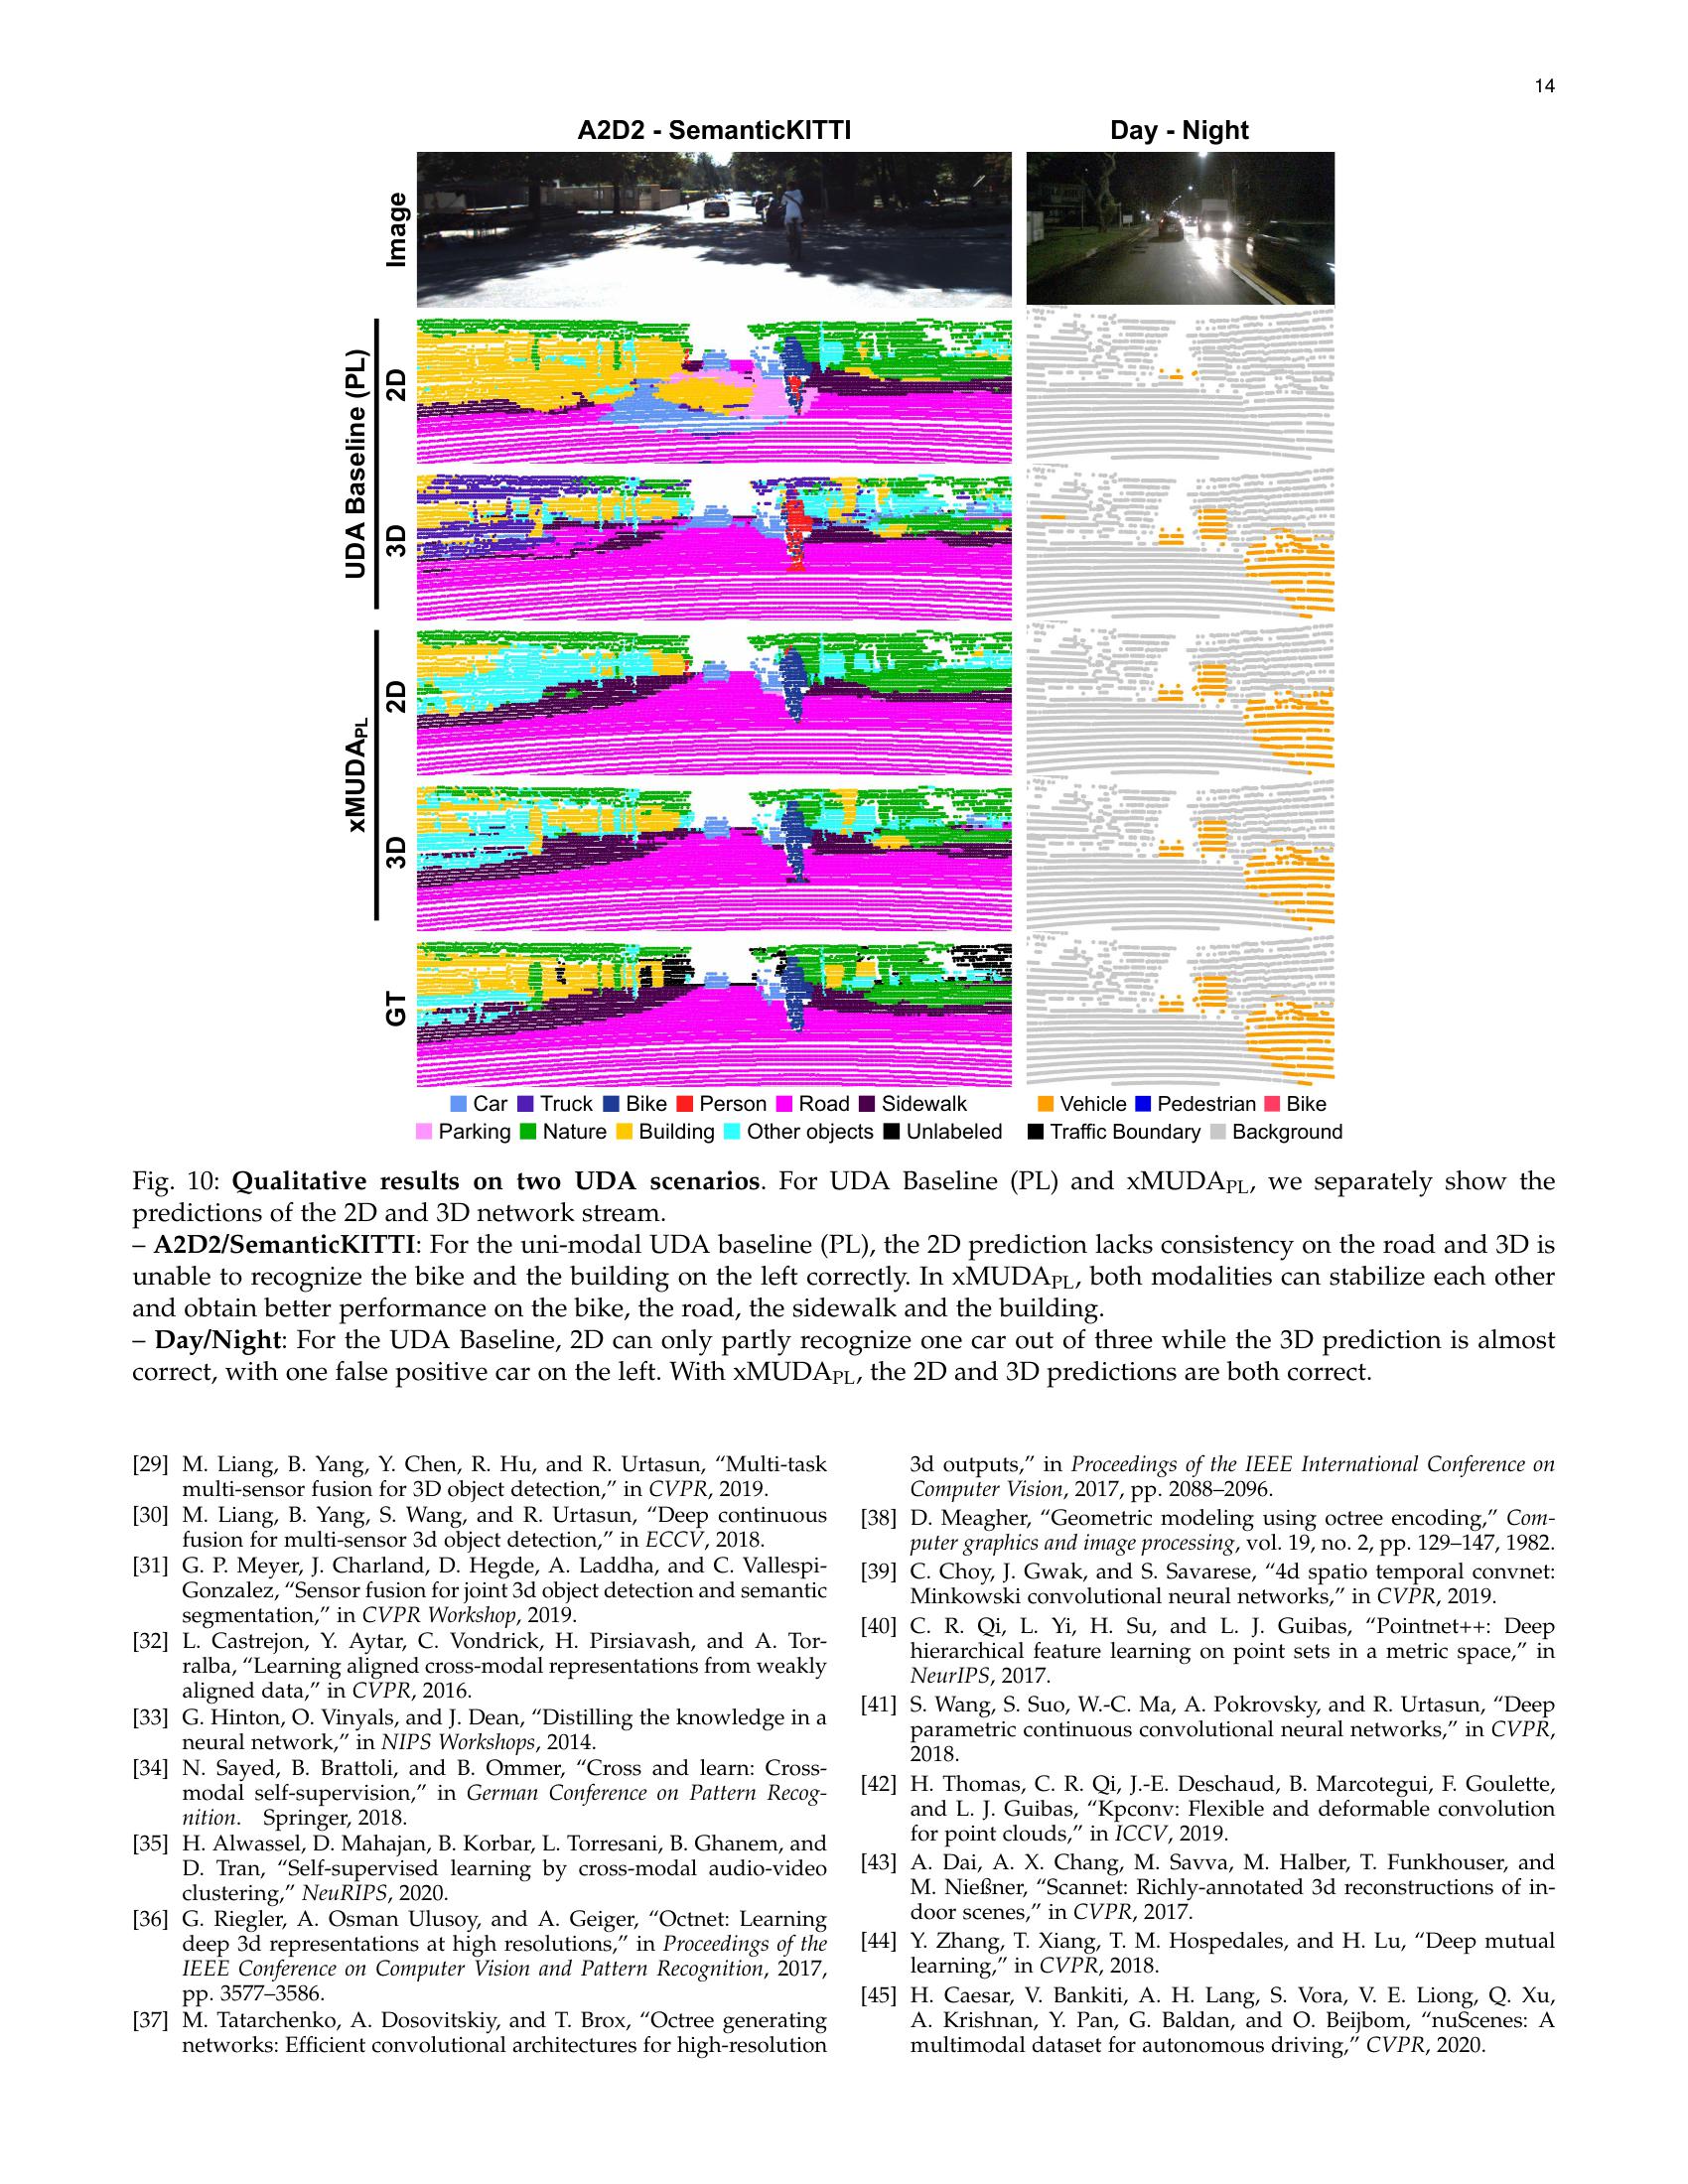 14
A2D2 - SemanticKITTI
Day - Night
Image
UDA Baseline (PL)
2D
3D
xMUDAPL
2D
3D
GT
Car Truck Bike Person Road Sidewalk
Parking Nature Building Other objects Unlabeled
Vehicle Pedestrian Bike
Traffic Boundary Background
Fig. 10: Qualitative results on two UDA scenarios. For UDA Baseline (PL) and xMUDAPL, we separately show the
predictions of the 2D and 3D network stream.
– A2D2/SemanticKITTI: For the uni-modal UDA baseline (PL), the 2D prediction lacks consistency on the road and 3D is
unable to recognize the bike and the building on the left correctly. In xMUDAPL, both modalities can stabilize each other
and obtain better performance on the bike, the road, the sidewalk and the building.
– Day/Night: For the UDA Baseline, 2D can only partly recognize one car out of three while the 3D prediction is almost
correct, with one false positive car on the left. With xMUDAPL, the 2D and 3D predictions are both correct.
[29] M. Liang, B. Yang, Y. Chen, R. Hu, and R. Urtasun, “Multi-task
multi-sensor fusion for 3D object detection,” in CVPR, 2019.
[30] M. Liang, B. Yang, S. Wang, and R. Urtasun, “Deep continuous
fusion for multi-sensor 3d object detection,” in ECCV, 2018.
[31] G. P. Meyer, J. Charland, D. Hegde, A. Laddha, and C. Vallespi-
Gonzalez, “Sensor fusion for joint 3d object detection and semantic
segmentation,” in CVPR Workshop, 2019.
[32] L. Castrejon, Y. Aytar, C. Vondrick, H. Pirsiavash, and A. Tor-
ralba, “Learning aligned cross-modal representations from weakly
aligned data,” in CVPR, 2016.
[33] G. Hinton, O. Vinyals, and J. Dean, “Distilling the knowledge in a
neural network,” in NIPS Workshops, 2014.
[34] N. Sayed, B. Brattoli, and B. Ommer, “Cross and learn: Cross-
modal self-supervision,” in German Conference on Pattern Recog-
nition. Springer, 2018.
[35] H. Alwassel, D. Mahajan, B. Korbar, L. Torresani, B. Ghanem, and
D. Tran, “Self-supervised learning by cross-modal audio-video
clustering,” NeuRIPS, 2020.
[36] G. Riegler, A. Osman Ulusoy, and A. Geiger, “Octnet: Learning
deep 3d representations at high resolutions,” in Proceedings of the
IEEE Conference on Computer Vision and Pattern Recognition, 2017,
pp. 3577–3586.
[37] M. Tatarchenko, A. Dosovitskiy, and T. Brox, “Octree generating
networks: Efficient convolutional architectures for high-resolution
3d outputs,” in Proceedings of the IEEE International Conference on
Computer Vision, 2017, pp. 2088–2096.
[38] D. Meagher, “Geometric modeling using octree encoding,” Com-
puter graphics and image processing, vol. 19, no. 2, pp. 129–147, 1982.
[39] C. Choy, J. Gwak, and S. Savarese, “4d spatio temporal convnet:
Minkowski convolutional neural networks,” in CVPR, 2019.
[40] C. R. Qi, L. Yi, H. Su, and L. J. Guibas, “Pointnet++: Deep
hierarchical feature learning on point sets in a metric space,” in
NeurIPS, 2017.
[41] S. Wang, S. Suo, W.-C. Ma, A. Pokrovsky, and R. Urtasun, “Deep
parametric continuous convolutional neural networks,” in CVPR,
2018.
[42] H. Thomas, C. R. Qi, J.-E. Deschaud, B. Marcotegui, F. Goulette,
and L. J. Guibas, “Kpconv: Flexible and deformable convolution
for point clouds,” in ICCV, 2019.
[43] A. Dai, A. X. Chang, M. Savva, M. Halber, T. Funkhouser, and
M. Nießner, “Scannet: Richly-annotated 3d reconstructions of in-
door scenes,” in CVPR, 2017.
[44] Y. Zhang, T. Xiang, T. M. Hospedales, and H. Lu, “Deep mutual
learning,” in CVPR, 2018.
[45] H. Caesar, V. Bankiti, A. H. Lang, S. Vora, V. E. Liong, Q. Xu,
A. Krishnan, Y. Pan, G. Baldan, and O. Beijbom, “nuScenes: A
multimodal dataset for autonomous driving,” CVPR, 2020.